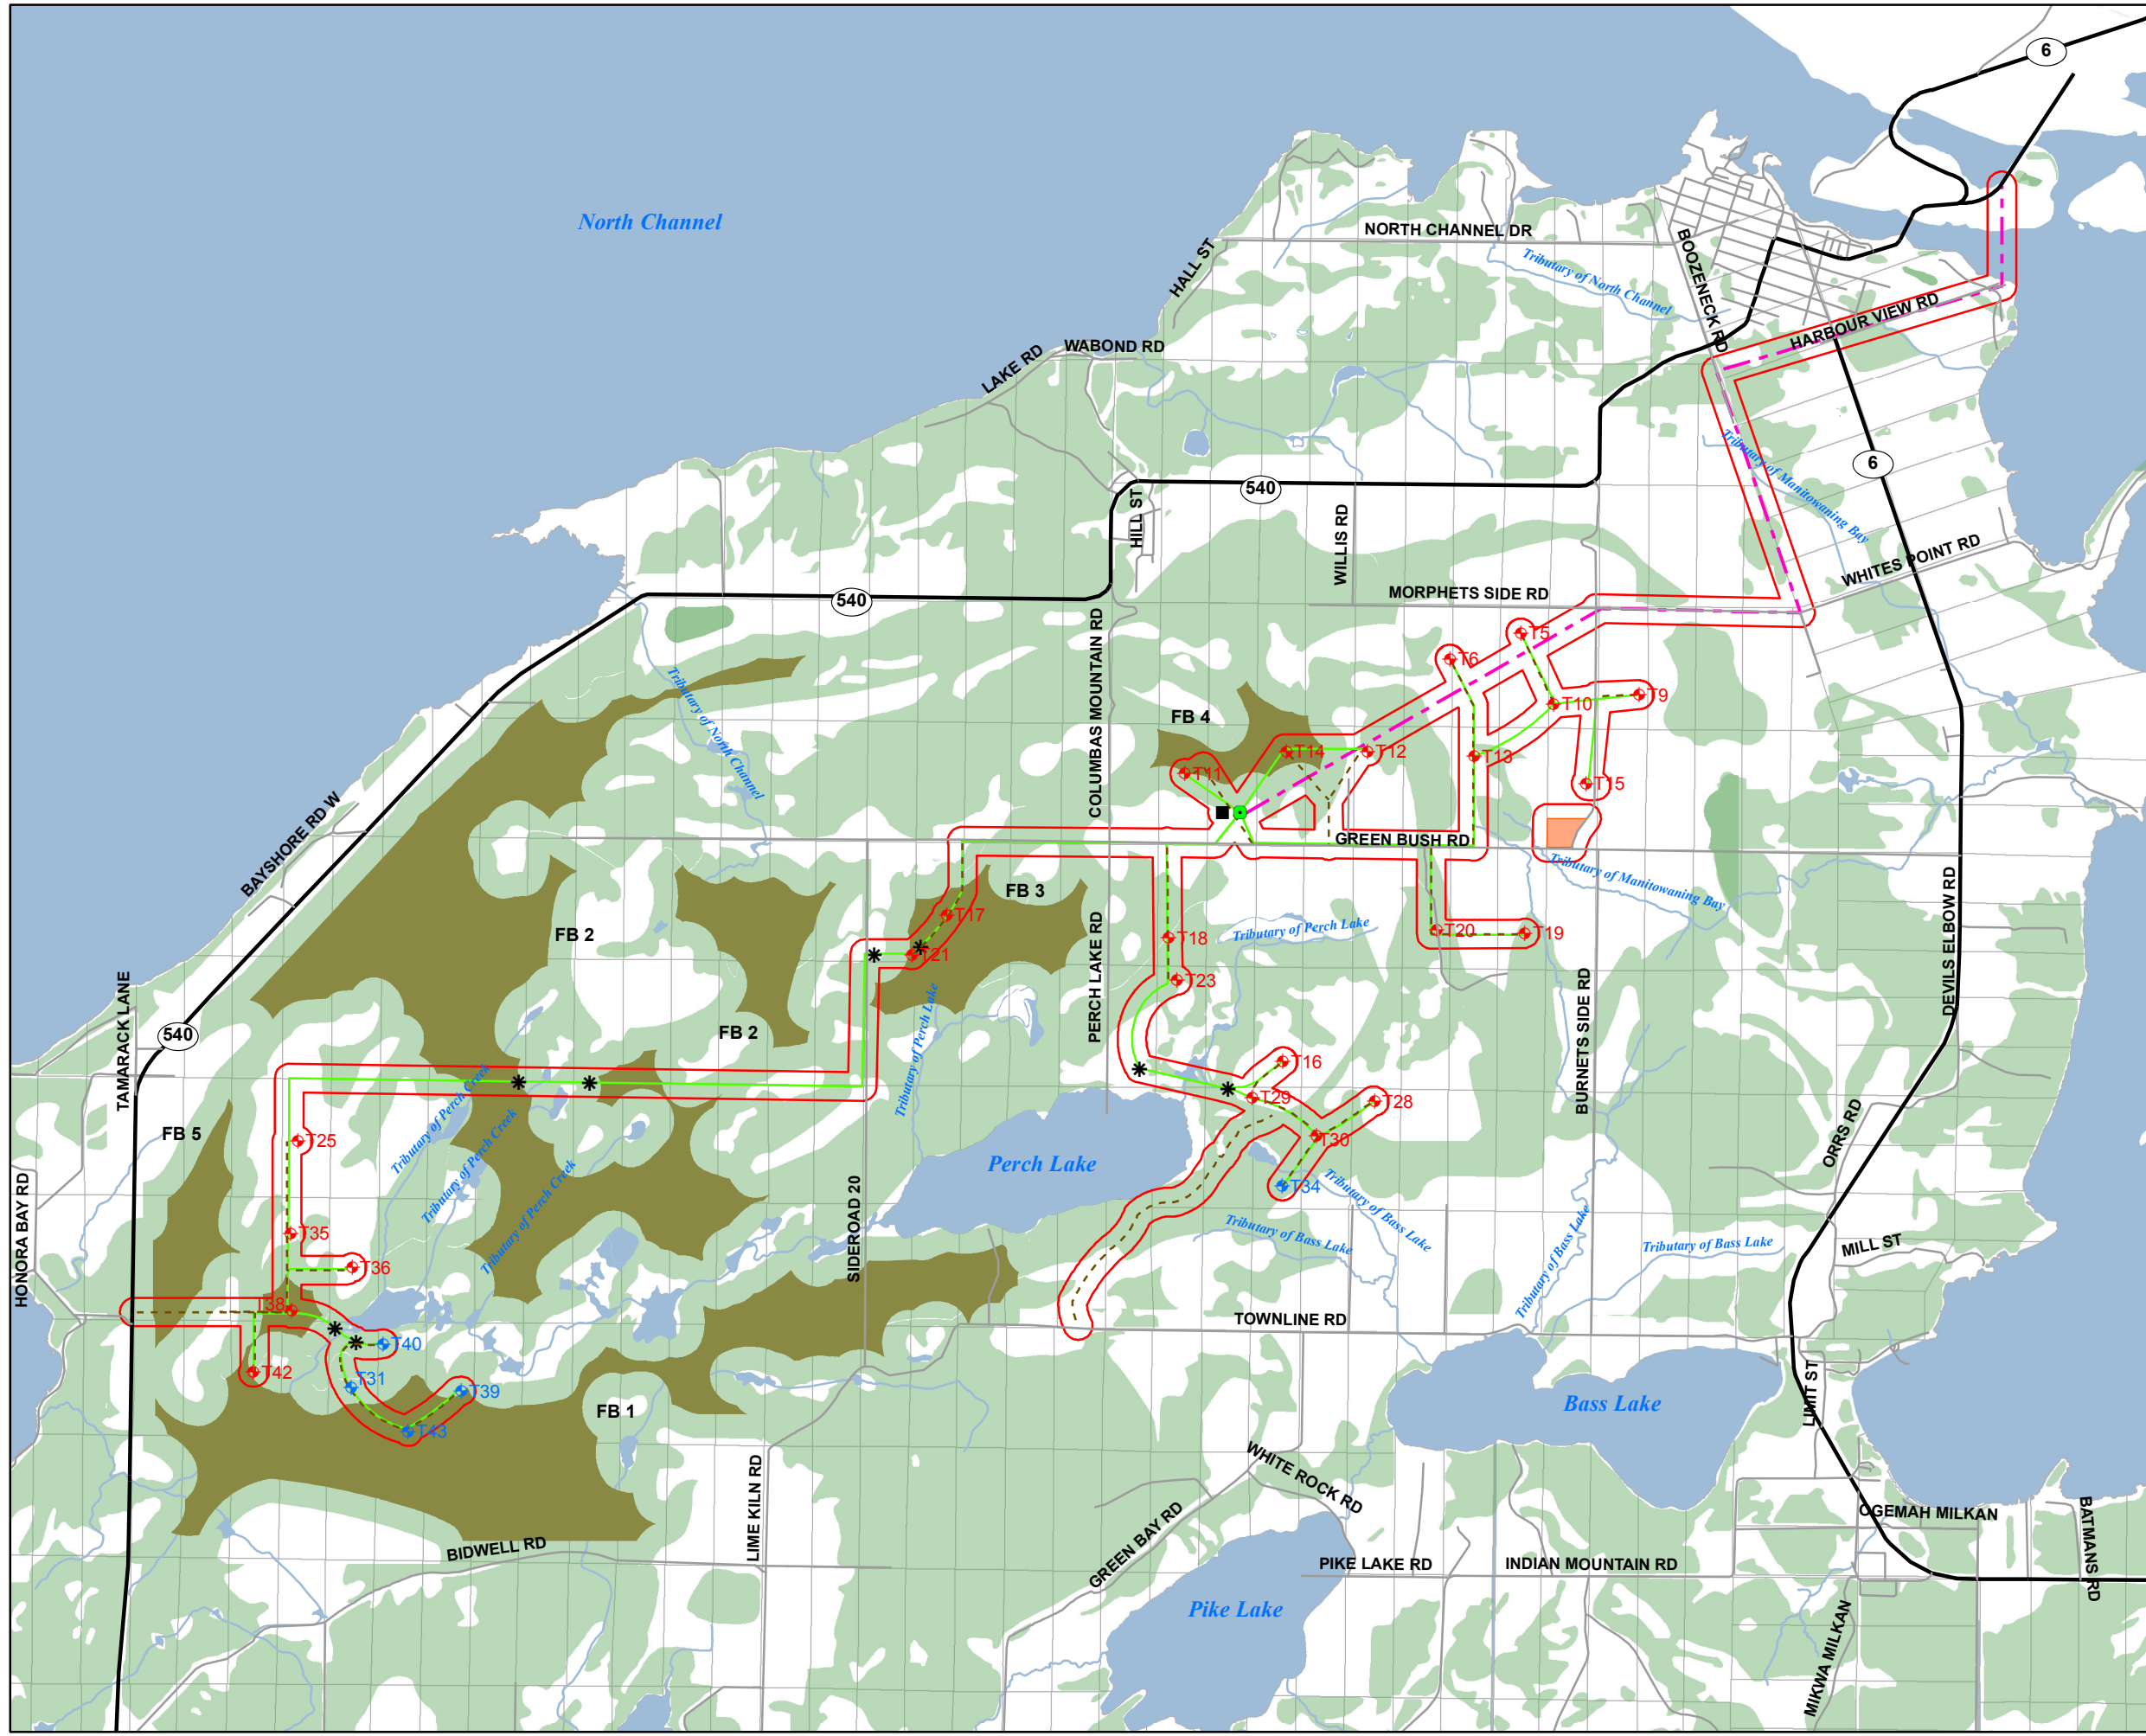 6
North Channel
NORTH CHANNEL DR
BOOZENECK RD
HALL ST
Tributary of North Channel
HARBOUR VIEW RD
WABOND RD
LAKE RD
6
Tributary of Manitowaning Bay
540
HILL ST
WILLIS RD
WHITES POINT RD
540
MORPHETS SIDE RD
COLUMBAS MOUNTAIN RD
T5
T6
Tributary of North Channel
T9
T10
FB 4
T14
T12
T13
T11
T15
BAYSHORE RD W
GREEN BUSH RD
Tributary of Manitowaning Bay
FB 3
DEVILS ELBOW RD
T17
FB 2
PERCH LAKE RD
T18
Tributary of Perch Lake
T20
T19
T21
T23
TAMARACK LANE
540
FB 2
Tributary of Perch Lake
BURNETS SIDE RD
T16
Tributary of Perch Creek
T29
T28
FB 5
T25
Tributary of Perch Creek
T30
ORRS RD
Perch Lake
Tributary of Perch Creek
T34
Tributary of Bass Lake
HONORA BAY RD
SIDEROAD 20
T35
Tributary of Bass Lake
Tributary of Bass Lake
Tributary of Bass Lake
MILL ST
T36
T38
TOWNLINE RD
T40
T42
T31
T39
LIMIT ST
FB 1
Bass Lake
T43
WHITE ROCK RD
LIME KILN RD
OGEMAH MILKAN
BATMANS RD
BIDWELL RD
GREEN BAY RD
PIKE LAKE RD
INDIAN MOUNTAIN RD
Pike Lake
MIKWA MILKAN